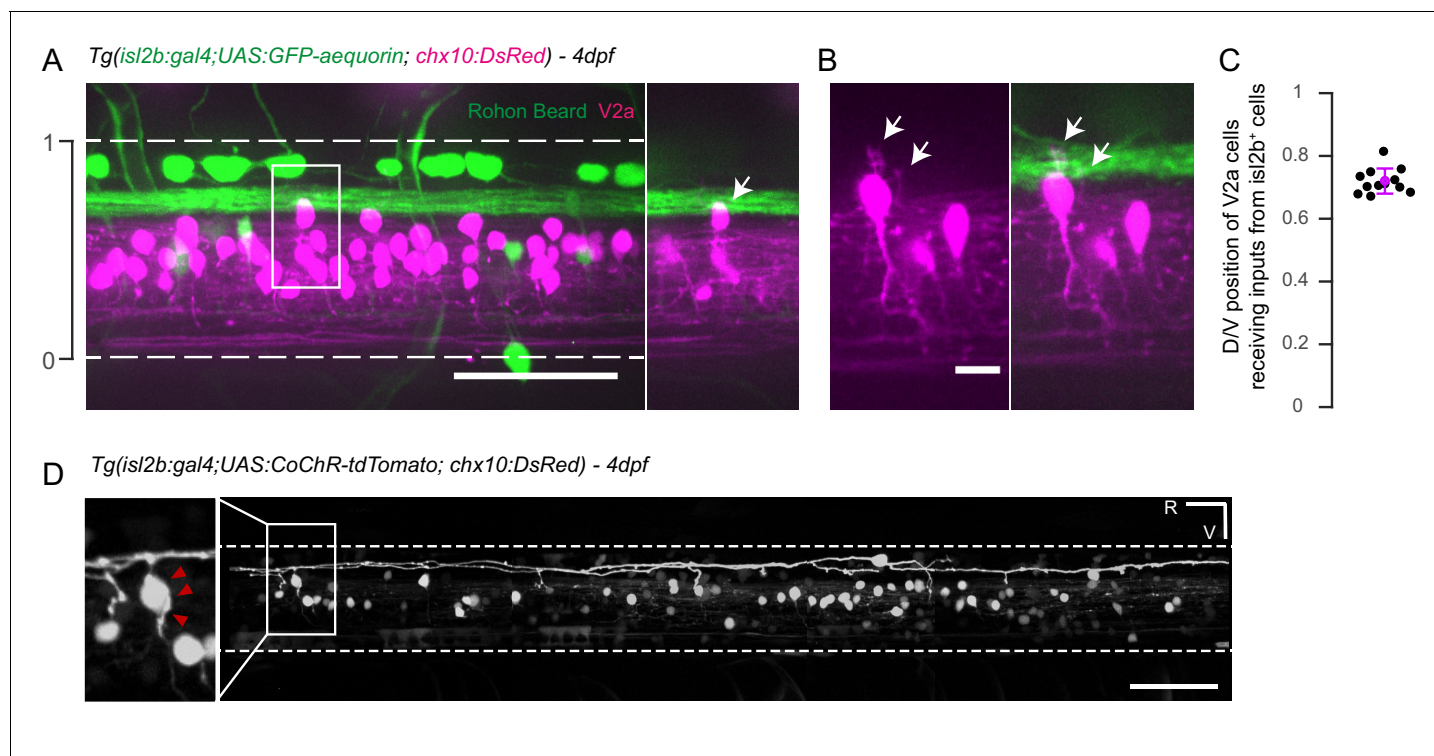 A
Tg(isl2b:gal4;UAS:GFP-aequorin; chx10:DsRed) - 4dpf
Rohon Beard V2a
1
0
B
C
D/V position of V2a cells
receiving inputs from isl2b+ cells
1
0.8
0.6
0.4
0.2
0
D
Tg(isl2b:gal4;UAS:CoChR-tdTomato; chx10:DsRed) - 4dpf
R
V